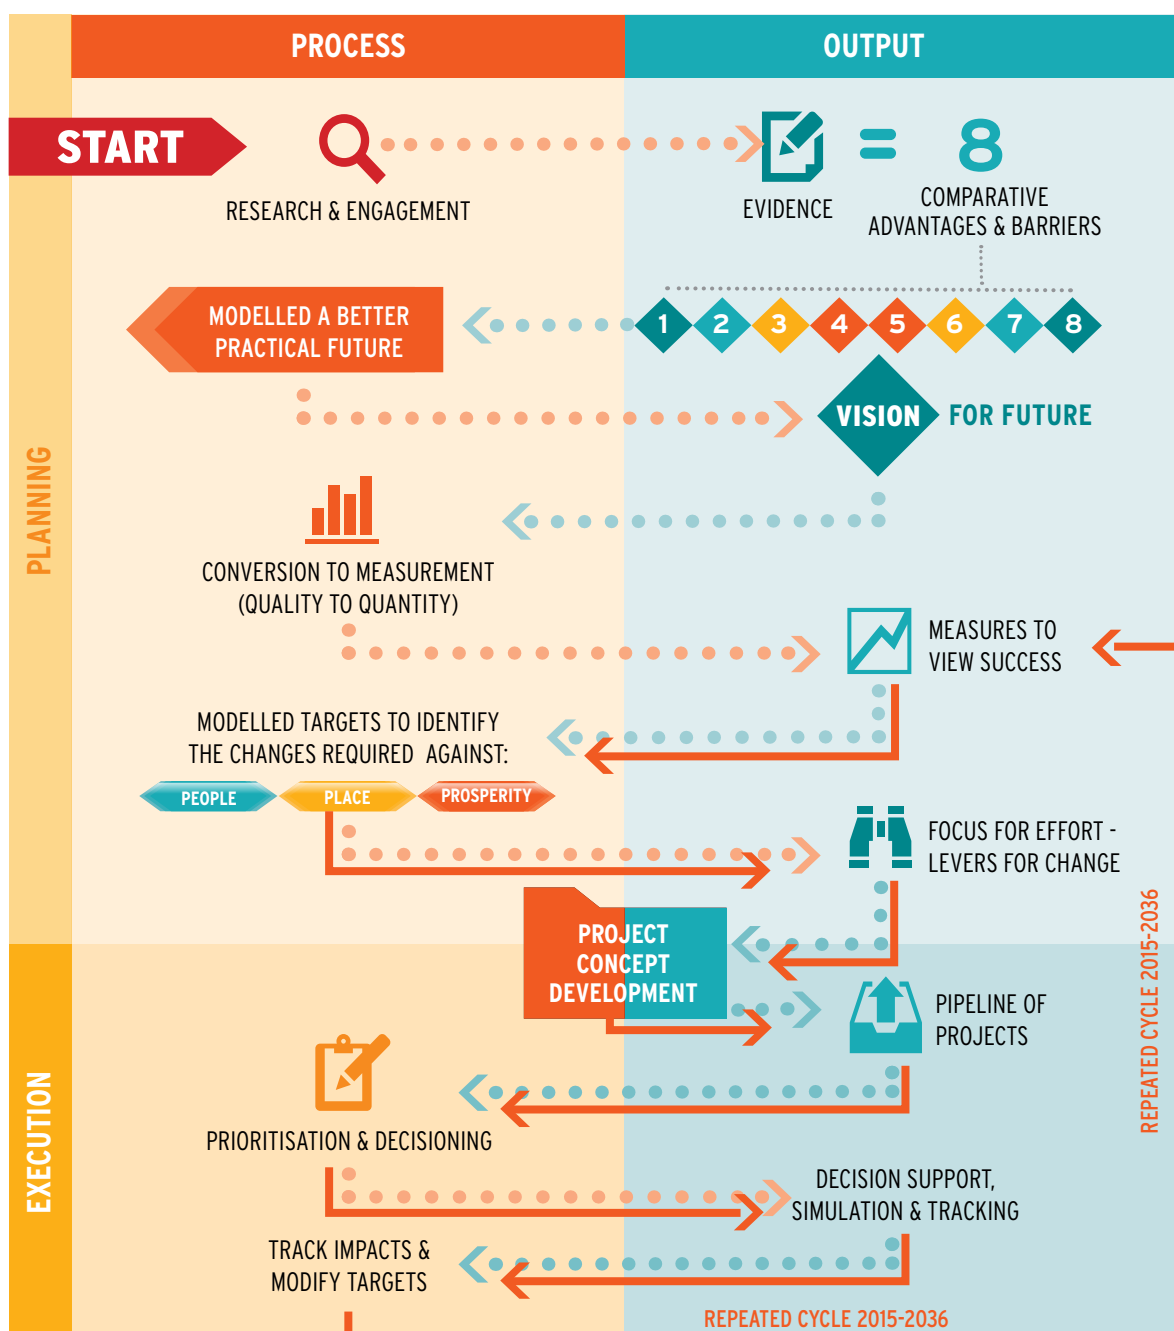 PROCESS
OUTPUT
START
RESEARCH & ENGAGEMENT
EVIDENCE
=
8
COMPARATIVE
ADVANTAGES & BARRIERS
MODELLED A BETTER
PRACTICAL FUTURE
1 2 3 4 5 6 7 8
VISION FOR FUTURE
PLANNING
CONVERSION TO MEASUREMENT
(QUALITY TO QUANTITY)
MEASURES TO
VIEW SUCCESS
MODELLED TARGETS TO IDENTIFY
THE CHANGES REQUIRED AGAINST:
PEOPLE PLACE PROSPERITY
FOCUS FOR EFFORT -
LEVERS FOR CHANGE
PROJECT
CONCEPT
DEVELOPMENT
PIPELINE OF
PROJECTS
REPEATED CYCLE 2015-2036
EXECUTION
PRIORITISATION & DECISIONING
DECISION SUPPORT,
SIMULATION & TRACKING
TRACK IMPACTS &
MODIFY TARGETS
REPEATED CYCLE 2015-2036